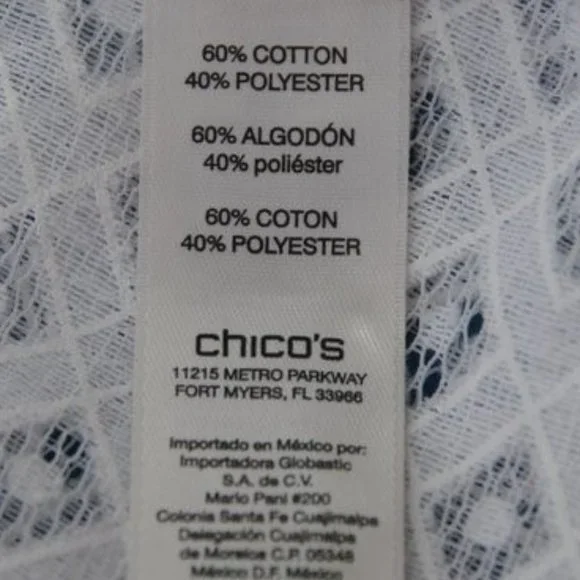 60% COTTON
40% POLYESTER
60% ALGODÓN
40% poliéster
60% COTON
40% POLYESTER
chico's
11215 METRO PARKWAY
FORT MYERS, FL 33966
Importado en México por:
Importadora Globastic
S.A. de C.V.
Mario Pani #200
Colonia Santa Fe Cuajimalpa
Delegación Cuajimalpa
de Morelos C.P. 05348
México D.F. México